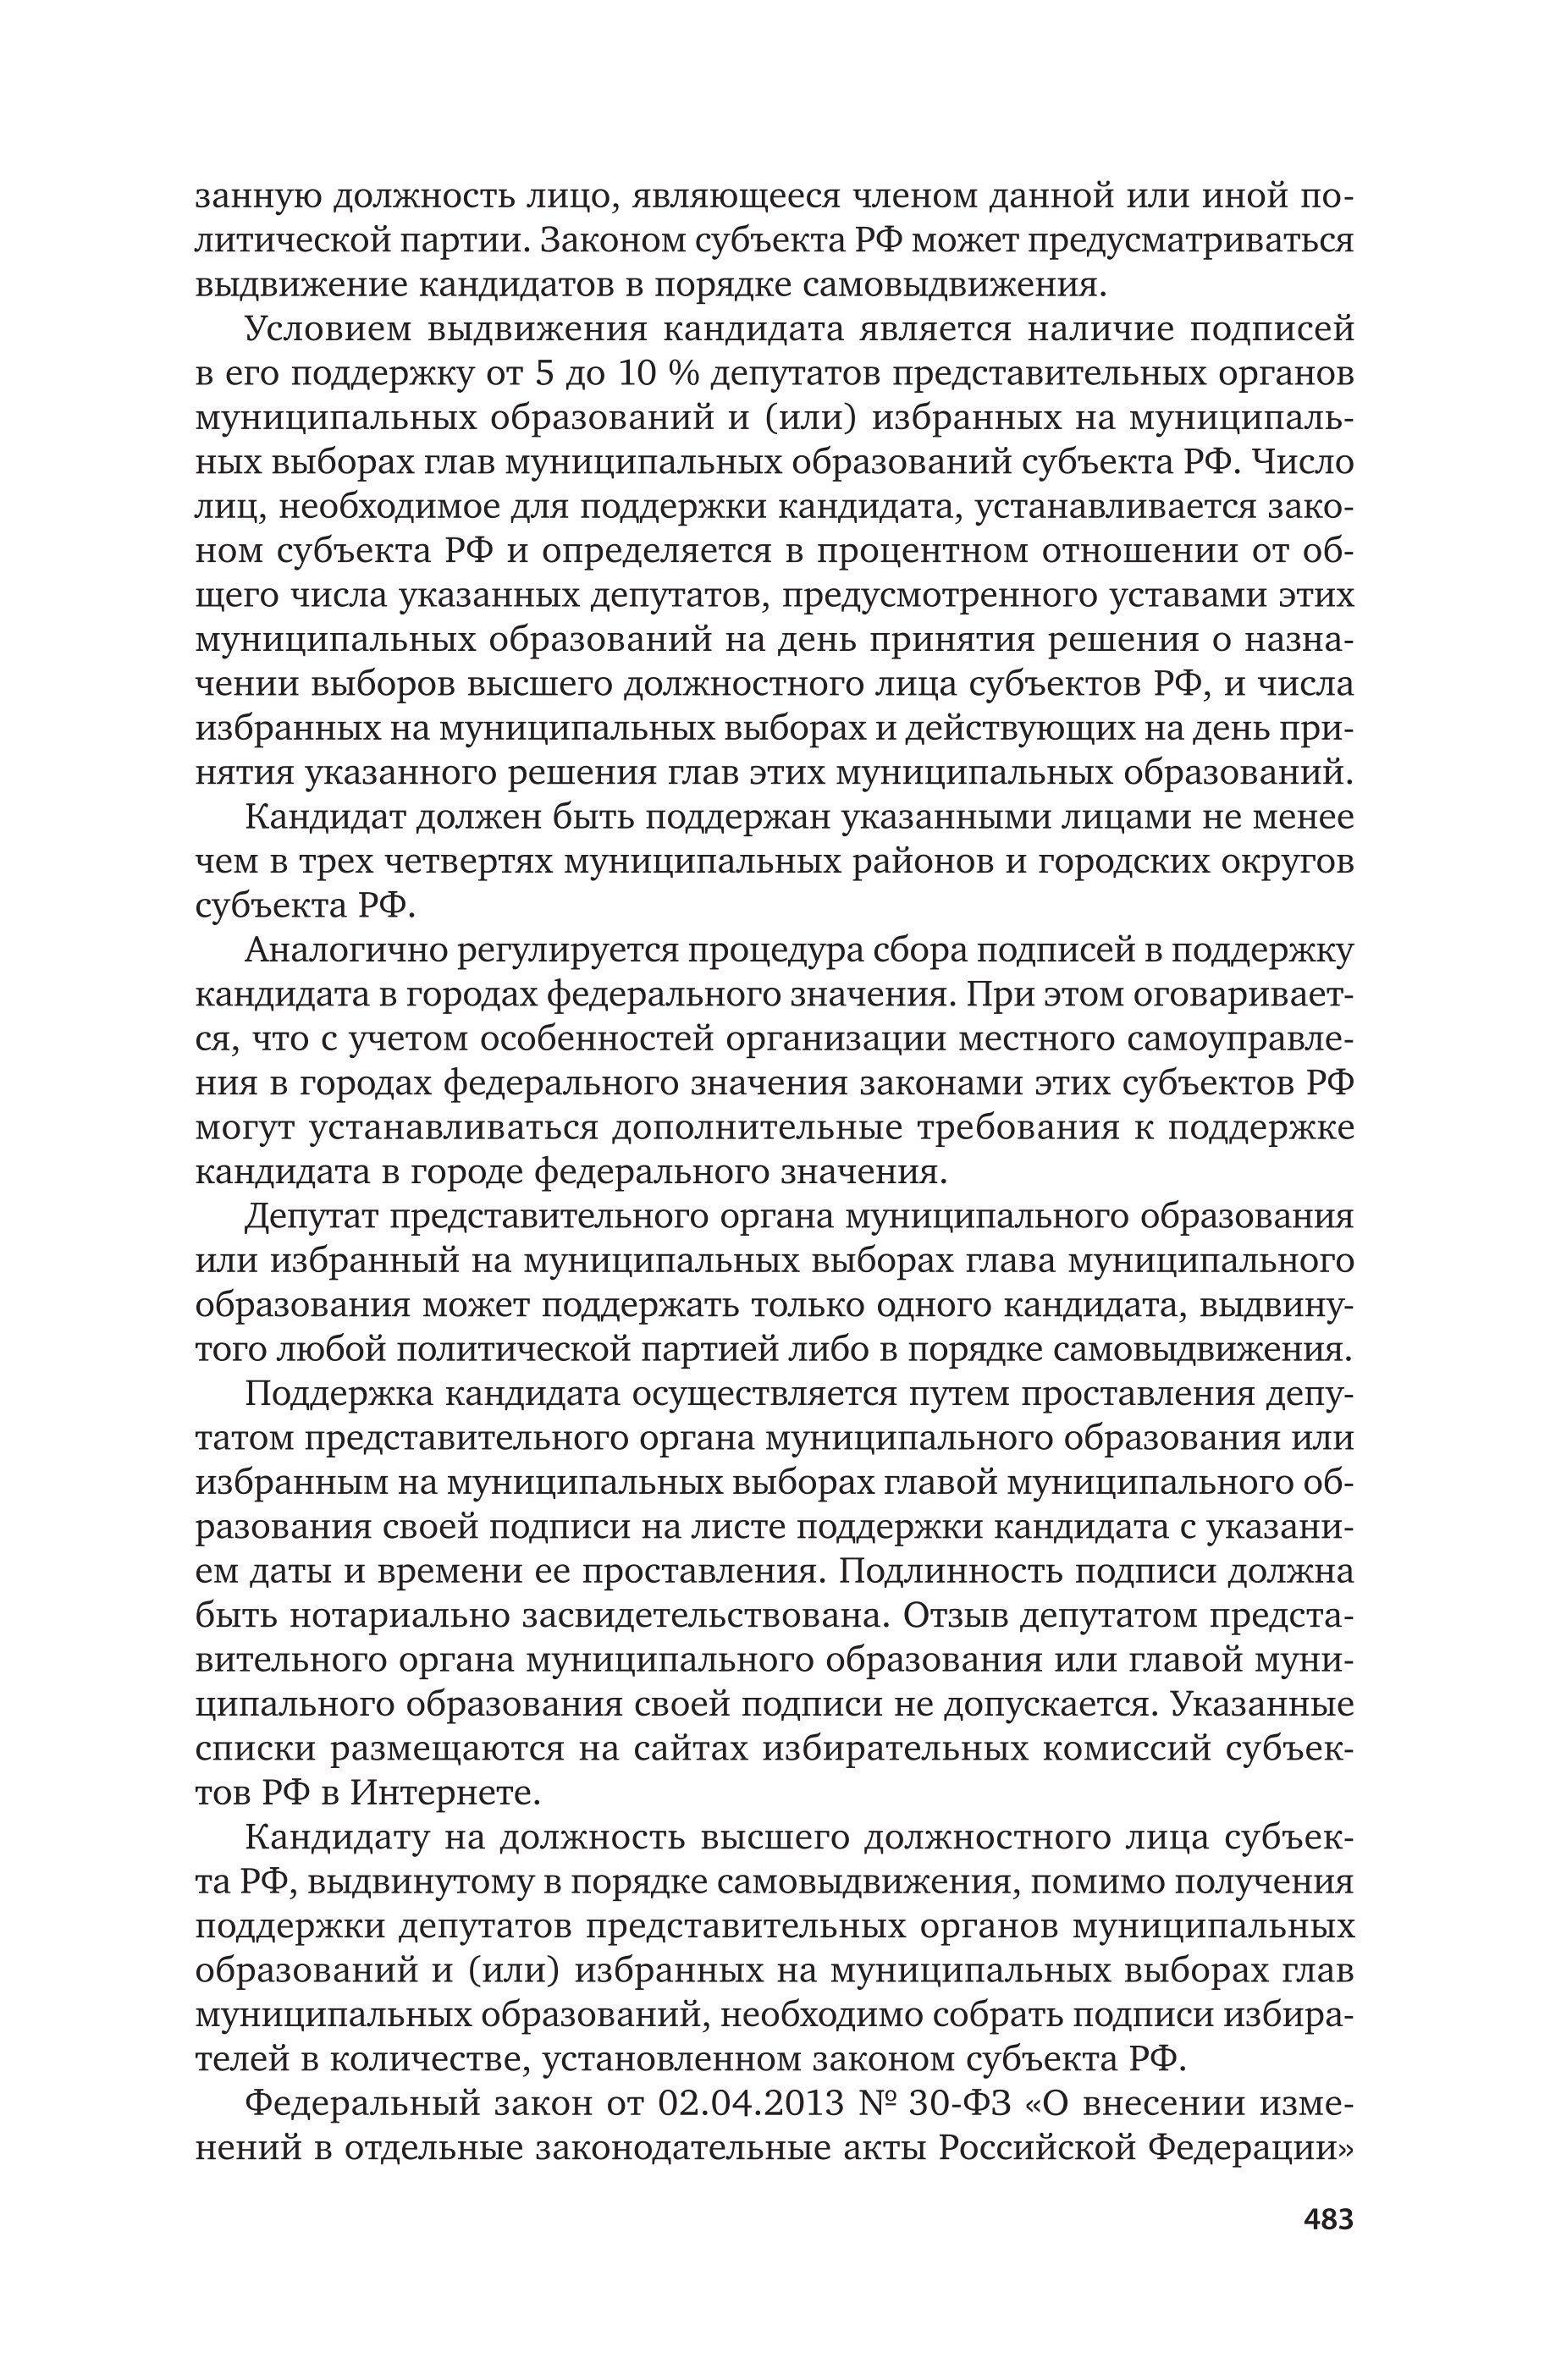 занную должность лицо, являющееся членом данной или иной по-
литической партии. Законом субъекта РФ может предусматриваться
выдвижение кандидатов в порядке самовыдвижения.
Условием выдвижения кандидата является наличие подписей
в его поддержку от 5 до 10 % депутатов представительных органов
муниципальных образований и (или) избранных на муниципаль-
ных выборах глав муниципальных образований субъекта РФ. Число
лиц, необходимое для поддержки кандидата, устанавливается зако-
ном субъекта РФ и определяется в процентном отношении от об-
щего числа указанных депутатов, предусмотренного уставами этих
муниципальных образований на день принятия решения о назна-
чении выборов высшего должностного лица субъектов РФ, и числа
избранных на муниципальных выборах и действующих на день при-
нятия указанного решения глав этих муниципальных образований.
Кандидат должен быть поддержан указанными лицами не менее
чем в трех четвертях муниципальных районов и городских округов
субъекта РФ.
Аналогично регулируется процедура сбора подписей в поддержку
кандидата в городах федерального значения. При этом оговаривает-
ся, что с учетом особенностей организации местного самоуправле-
ния в городах федерального значения законами этих субъектов РФ
могут устанавливаться дополнительные требования к поддержке
кандидата в городе федерального значения.
Депутат представительного органа муниципального образования
или избранный на муниципальных выборах глава муниципального
образования может поддержать только одного кандидата, выдвину-
того любой политической партией либо в порядке самовыдвижения.
Поддержка кандидата осуществляется путем проставления депу-
татом представительного органа муниципального образования или
избранным на муниципальных выборах главой муниципального об-
разования своей подписи на листе поддержки кандидата с указани-
ем даты и времени ее проставления. Подлинность подписи должна
быть нотариально засвидетельствована. Отзыв депутатом предста-
вительного органа муниципального образования или главой муни-
ципального образования своей подписи не допускается. Указанные
списки размещаются на сайтах избирательных комиссий субъек-
тов РФ в Интернете.
Кандидату на должность высшего должностного лица субъек-
та РФ, выдвинутому в порядке самовыдвижения, помимо получения
поддержки депутатов представительных органов муниципальных
образований и (или) избранных на муниципальных выборах глав
муниципальных образований, необходимо собрать подписи избира-
телей в количестве, установленном законом субъекта РФ.
Федеральный закон от 02.04.2013 № 30-ФЗ «О внесении изме-
нений в отдельные законодательные акты Российской Федерации»
483